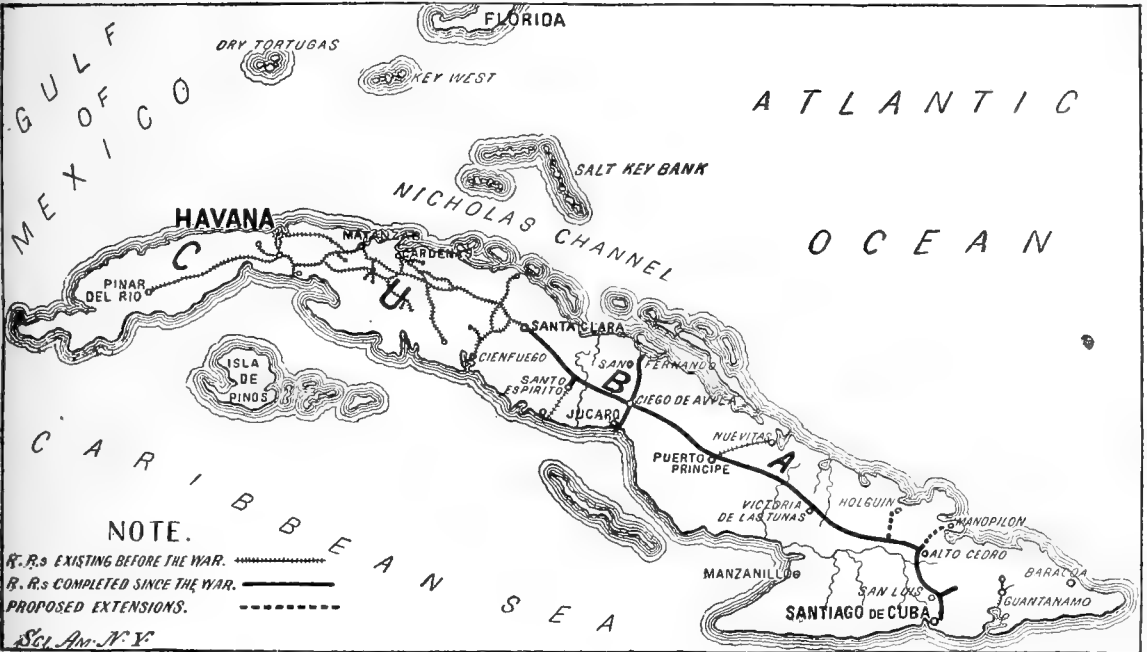 FLORIDA
DRY TORTUGAS
KEY WEST
GULF
OF
MEXICO
ATLANTIC
OCEAN
SALT KEY BANK
NICHOLAS CHANNEL
HAVANA
MATANZAS
CARDENAS
CUBA
PINAR
DEL RIO
SANTA CLARA
CIENFUEGO
SAN FERNANDO
ISLA
DE
PINOS
SANTO
ESPIRITO
CIEGO DE AVILA
JUCARO
NUEVITAS
PUERTO
PRINCIPE
VICTORIA
DE LAS TUNAS
HOLGUIN
MANOPILON
ALTO CEDRO
MANZANILLO
BARACOA
SAN LOIS
GUANTANAMO
SANTIAGO DE CUBA
CARIBBEAN SEA
NOTE.
R.R.s EXISTING BEFORE THE WAR.
R.R.s COMPLETED SINCE THE WAR.
PROPOSED EXTENSIONS.
SCI. AM. N.Y.